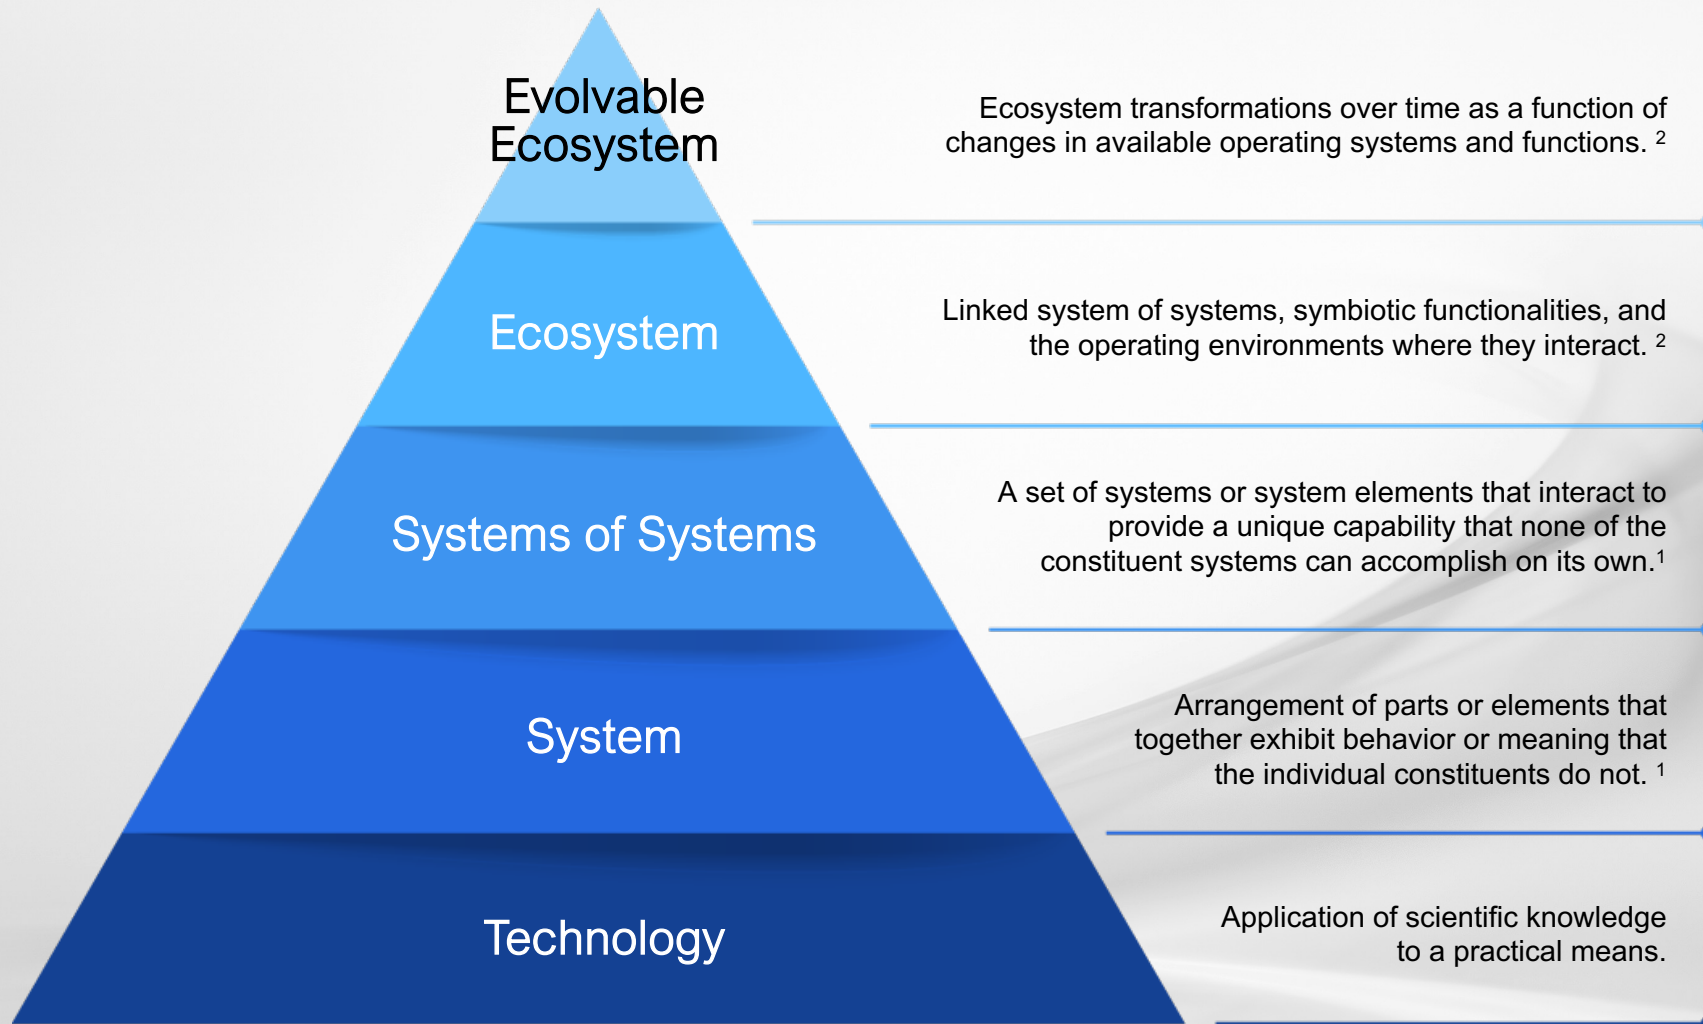 Evolvable
Ecosystem
Ecosystem transformations over time as a function of
changes in available operating systems and functions. ²
Ecosystem
Linked system of systems, symbiotic functionalities, and
the operating environments where they interact. ²
Systems of Systems
A set of systems or system elements that interact to
provide a unique capability that none of the
constituent systems can accomplish on its own.¹
System
Arrangement of parts or elements that
together exhibit behavior or meaning that
the individual constituents do not. ¹
Technology
Application of scientific knowledge
to a practical means.